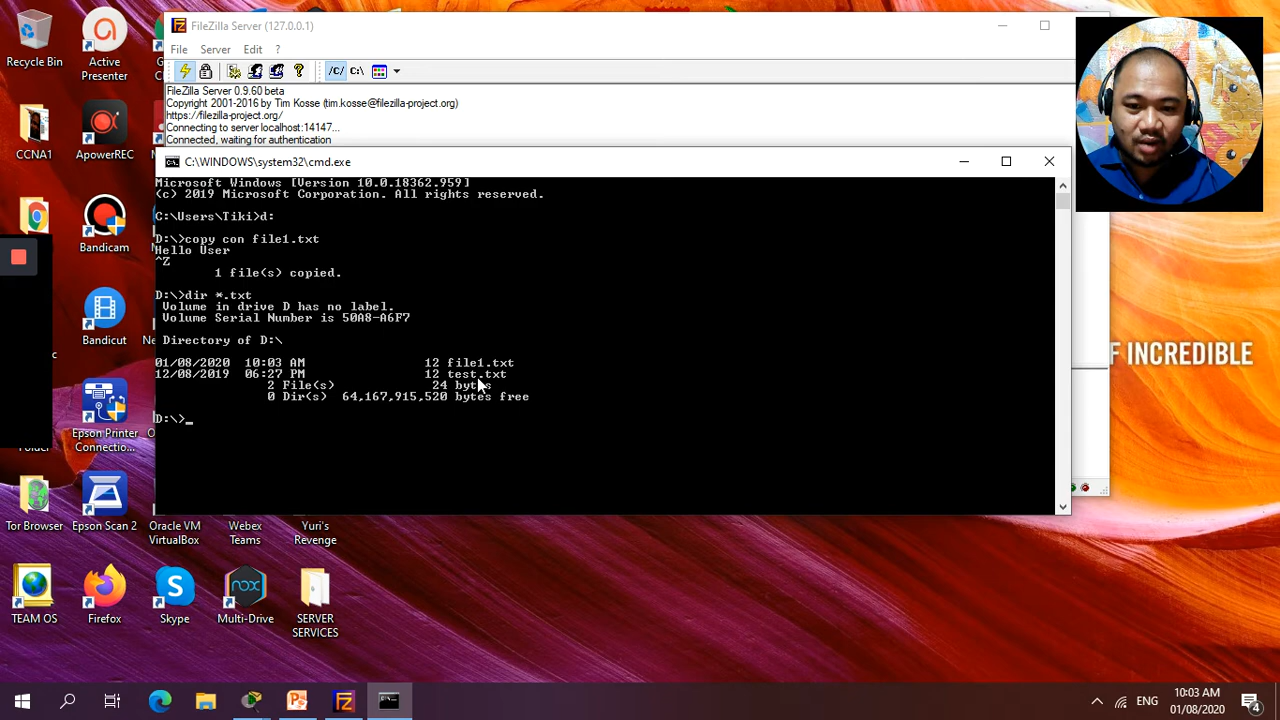 Recycle Bin
Active
Presenter
CCNA1
ApowerREC
Bandicam
Bandicut
Epson Printer
Connectio...
Tor Browser
Epson Scan 2
Oracle VM
VirtualBox
Webex
Teams
Yuri's
Revenge
TEAM OS
Firefox
Skype
Multi-Drive
SERVER
SERVICES
FileZilla Server (127.0.0.1)
File Server Edit ?
/C/ C:\
FileZilla Server 0.9.60 beta
Copyright 2001-2016 by Tim Kosse (tim.kosse@filezilla-project.org)
https://filezilla-project.org/
Connecting to server localhost:14147...
Connected, waiting for authentication
C:\WINDOWS\system32\cmd.exe
Microsoft Windows [Version 10.0.18362.959]
(c) 2019 Microsoft Corporation. All rights reserved.
C:\Users\Tiki>d:
D:\>copy con file1.txt
Hello User
^Z
1 file(s) copied.
D:\>dir *.txt
Volume in drive D has no label.
Volume Serial Number is 50A8-A6F7
Directory of D:\
01/08/2020 10:03 AM 12 file1.txt
12/08/2019 06:27 PM 12 test.txt
2 File(s) 24 bytes
0 Dir(s) 64,167,915,520 bytes free
D:\>_
F INCREDIBLE
nox
ENG
10:03 AM
01/08/2020
4